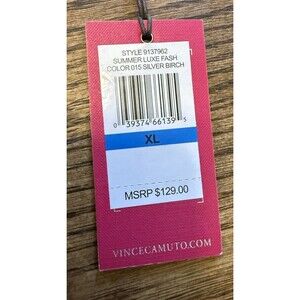 STYLE 9137962
SUMMER LUXE FASH
COLOR 015 SILVER BIRCH
0 39374 66139 5
XL
MSRP $129.00
VINCECAMUTO.COM